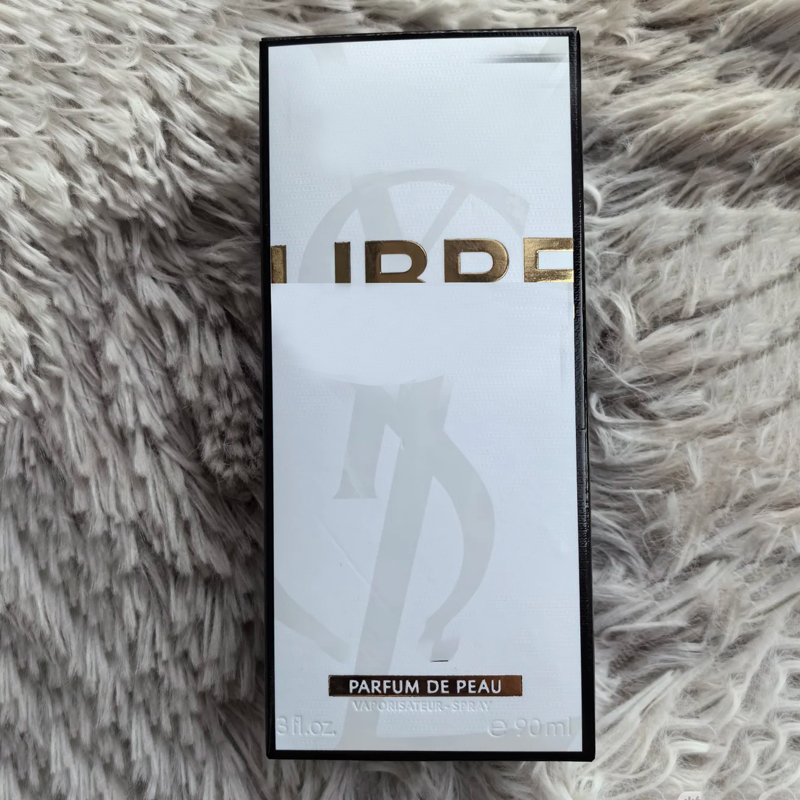 LIBRE
PARFUM DE PEAU
VAPORISATEUR-SPRAY
3 fl.oz. e 90 ml